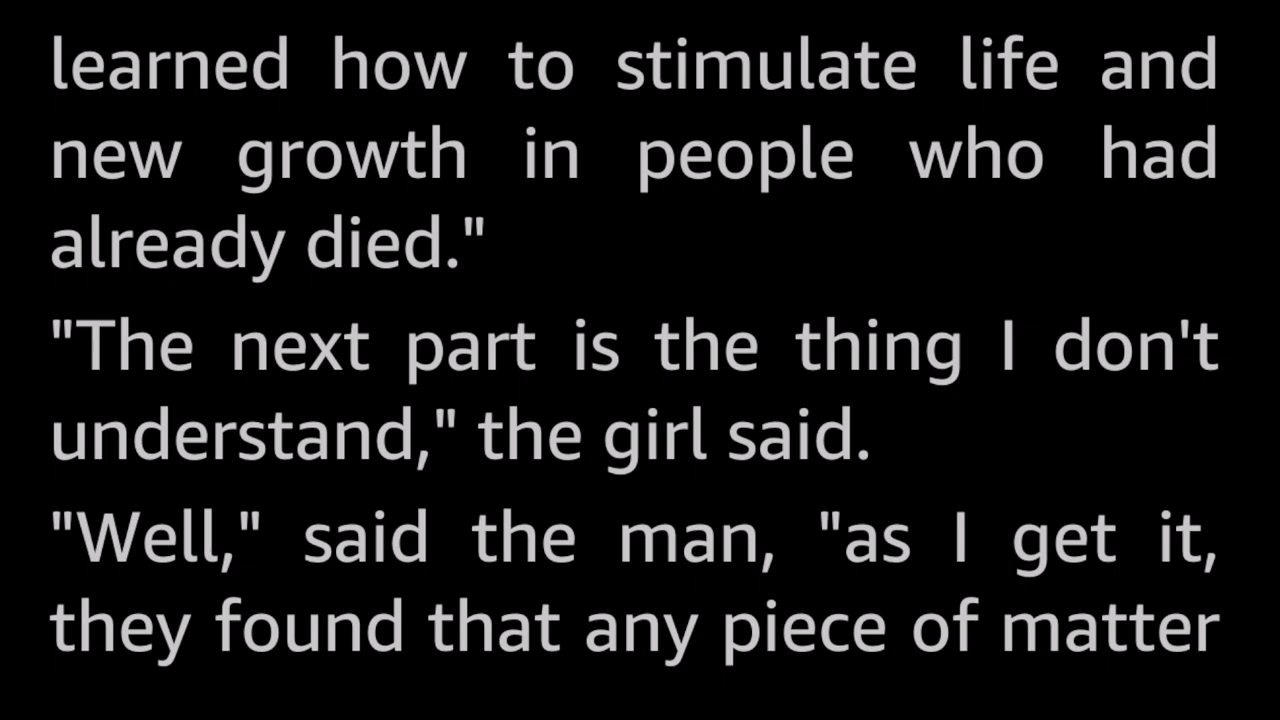 learned how to stimulate life and
new growth in people who had
already died."
"The next part is the thing I don't
understand," the girl said.
"Well," said the man, "as I get it,
they found that any piece of matter